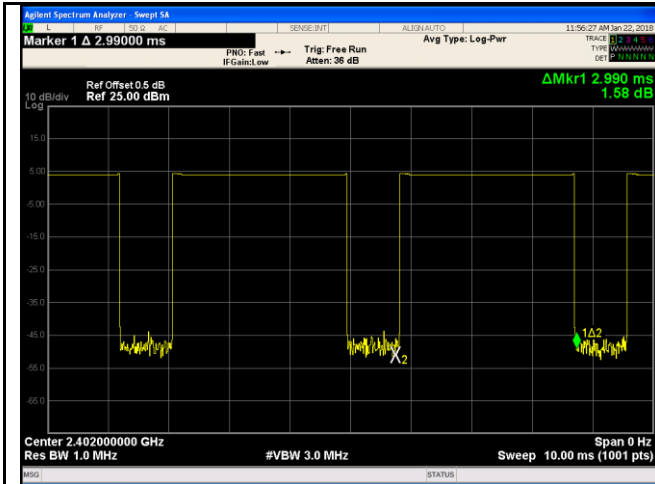 Agilent Spectrum Analyzer - Swept SA
L RF 50 Ω AC SENSE:INT ALIGN AUTO 11:56:27 AM Jan 22, 2018
Marker 1 Δ 2.99000 ms
PNO: Fast
IFGain:Low
Trig: Free Run
Atten: 36 dB
Avg Type: Log-Pwr
TRACE 1 2 3 4 5 6
TYPE WWWWWW
DET P N N N N N
Ref Offset 0.5 dB
10 dB/div Ref 25.00 dBm
Log
ΔMkr1 2.990 ms
1.58 dB
15.0
5.00
-5.00
-15.0
-25.0
-35.0
-45.0
-55.0
-65.0
X2
1Δ2
Center 2.402000000 GHz Span 0 Hz
Res BW 1.0 MHz #VBW 3.0 MHz Sweep 10.00 ms (1001 pts)
MSG STATUS